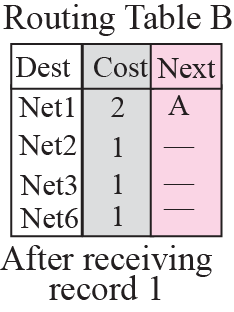 Routing Table B
Dest Cost Next
Net1 2 A
Net2 1 —
Net3 1 —
Net6 1 —
After receiving
record 1